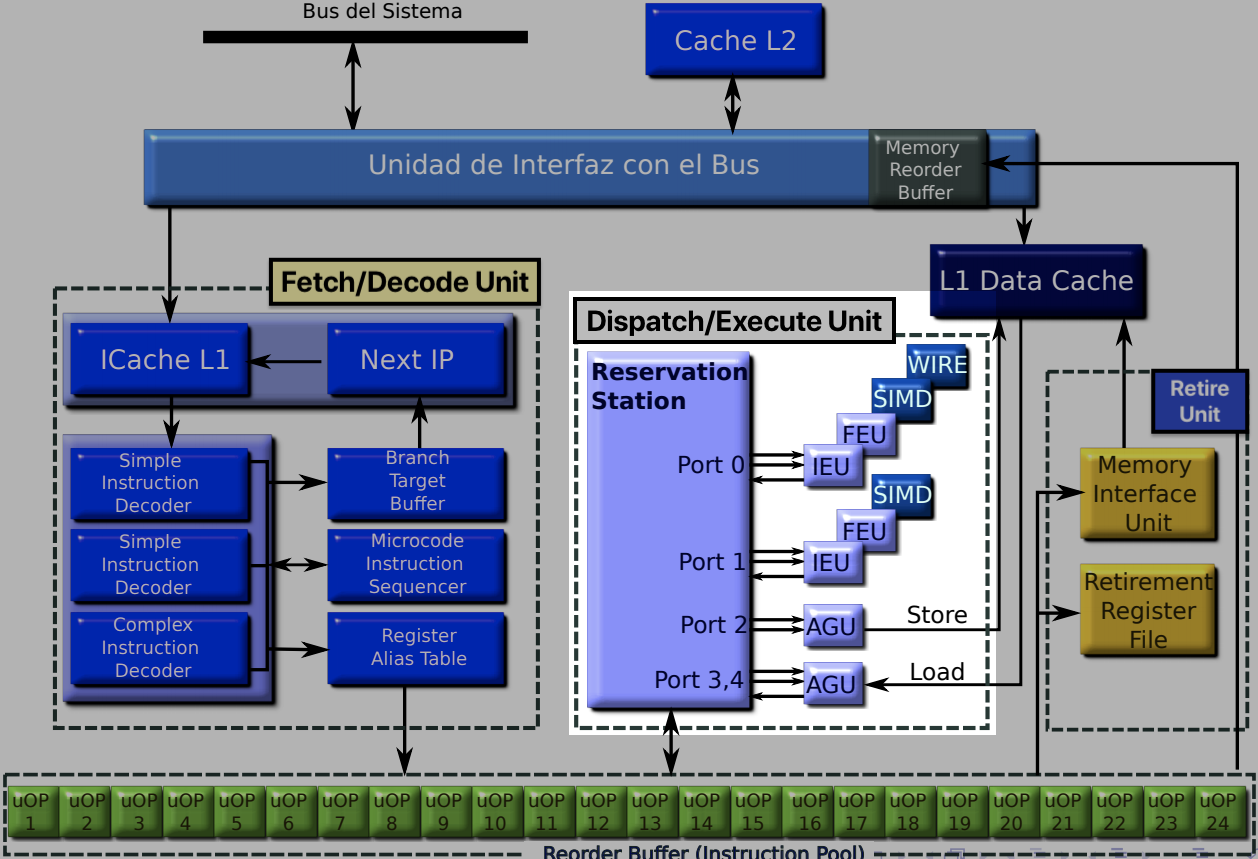 Bus del Sistema
Cache L2
Unidad de Interfaz con el Bus
Memory
Reorder
Buffer
Fetch/Decode Unit
ICache L1
Next IP
Simple
Instruction
Decoder
Branch
Target
Buffer
Simple
Instruction
Decoder
Microcode
Instruction
Sequencer
Complex
Instruction
Decoder
Register
Alias Table
L1 Data Cache
Dispatch/Execute Unit
Reservation
Station
WIRE
SIMD
FEU
Port 0
IEU
SIMD
FEU
Port 1
IEU
Port 2
AGU
Store
Port 3,4
AGU
Load
Retire
Unit
Memory
Interface
Unit
Retirement
Register
File
uOP
1
uOP
2
uOP
3
uOP
4
uOP
5
uOP
6
uOP
7
uOP
8
uOP
9
uOP
10
uOP
11
uOP
12
uOP
13
uOP
14
uOP
15
uOP
16
uOP
17
uOP
18
uOP
19
uOP
20
uOP
21
uOP
22
uOP
23
uOP
24
Reorder Buffer (Instruction Pool)